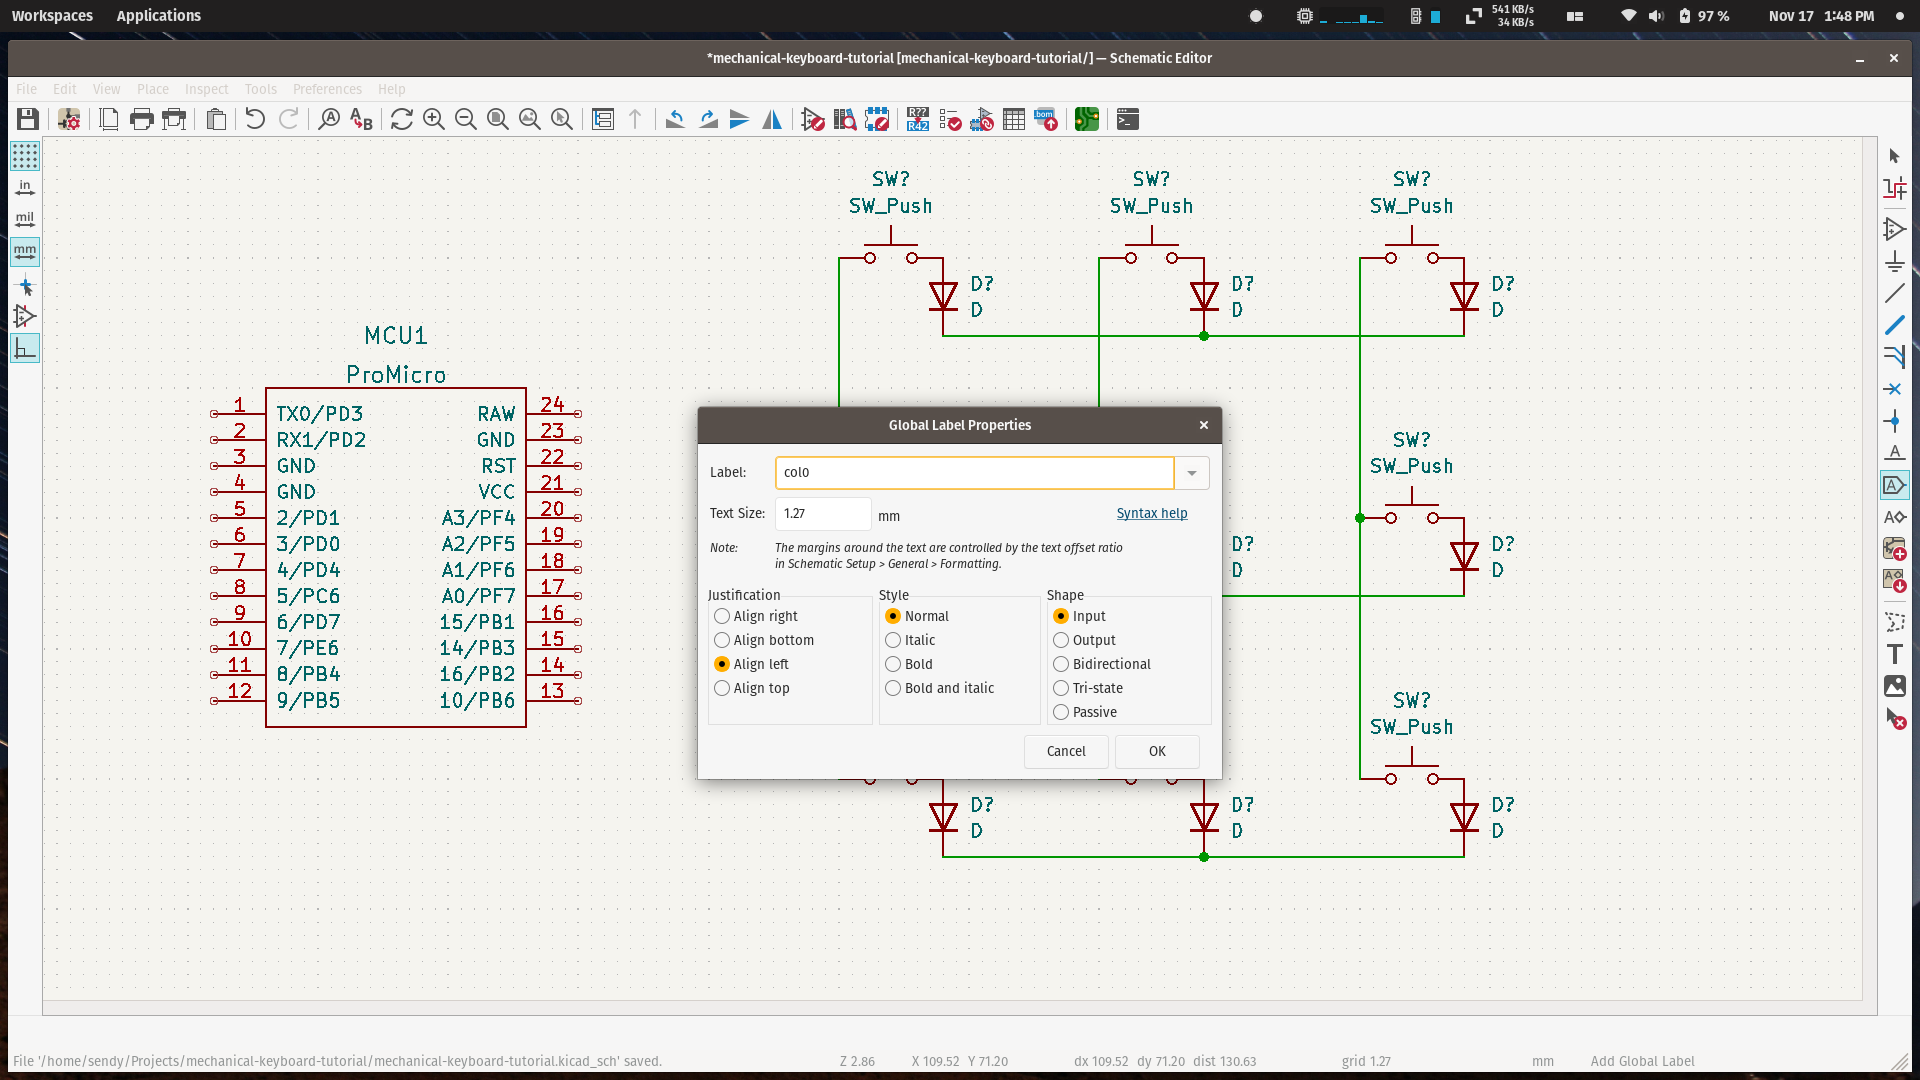 Workspaces Applications
541 KB/s
34 KB/s
97 %
Nov 17 1:48 PM
*mechanical-keyboard-tutorial [mechanical-keyboard-tutorial/] — Schematic Editor
File Edit View Place Inspect Tools Preferences Help
A
A B
R??
R42
bom
in
mil
mm
SW?
SW_Push
D?
D
SW?
SW_Push
D?
D
SW?
SW_Push
D?
D
MCU1
ProMicro
1 TX0/PD3 RAW 24
2 RX1/PD2 GND 23
3 GND RST 22
4 GND VCC 21
5 2/PD1 A3/PF4 20
6 3/PD0 A2/PF5 19
7 4/PD4 A1/PF6 18
8 5/PC6 A0/PF7 17
9 6/PD7 15/PB1 16
10 7/PE6 14/PB3 15
11 8/PB4 16/PB2 14
12 9/PB5 10/PB6 13
Global Label Properties
Label: col0
Text Size: 1.27 mm Syntax help
Note: The margins around the text are controlled by the text offset ratio
in Schematic Setup > General > Formatting.
Justification
Align right
Align bottom
Align left
Align top
Style
Normal
Italic
Bold
Bold and italic
Shape
Input
Output
Bidirectional
Tri-state
Passive
Cancel OK
D?
D
SW?
SW_Push
D?
D
SW?
SW_Push
D?
D
D?
D
D?
D
A
A
A
A
T
File '/home/sendy/Projects/mechanical-keyboard-tutorial/mechanical-keyboard-tutorial.kicad_sch' saved.
Z 2.86
X 109.52 Y 71.20
dx 109.52 dy 71.20 dist 130.63
grid 1.27
mm
Add Global Label